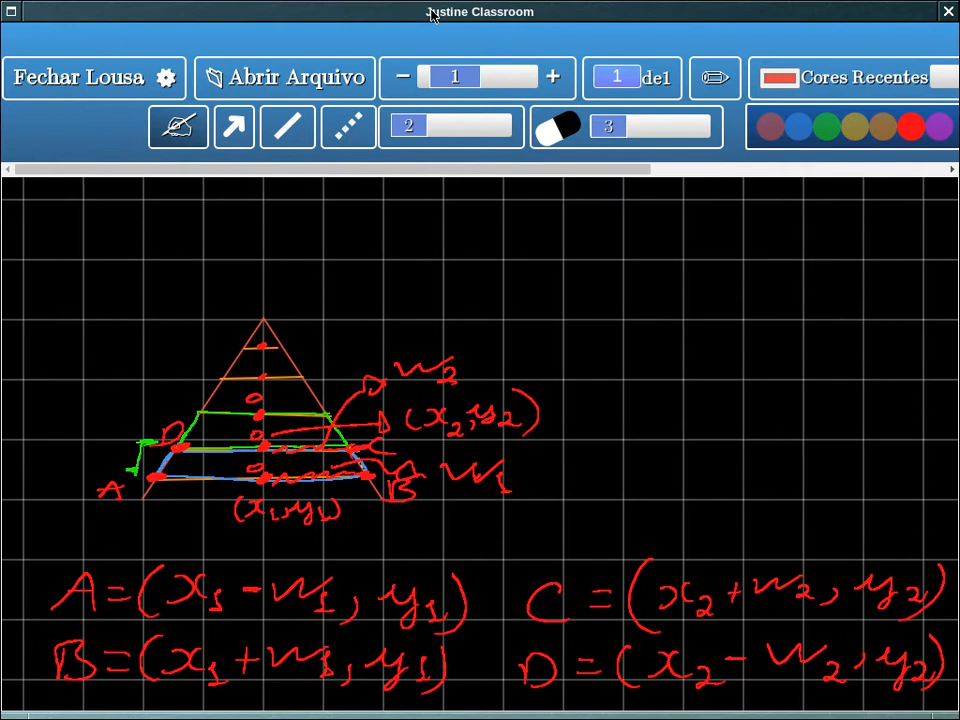 Justine Classroom
Fechar Lousa
Abrir Arquivo
− 1 +
1 de1
Cores Recentes
2
3
W2
(x2,y2)
D
C
W1
A
B
(x1,y1)
A=(x1-W1,y1)
C=(x2+W2,y2)
B=(x1+W1,y1)
D=(x2-W2,y2)